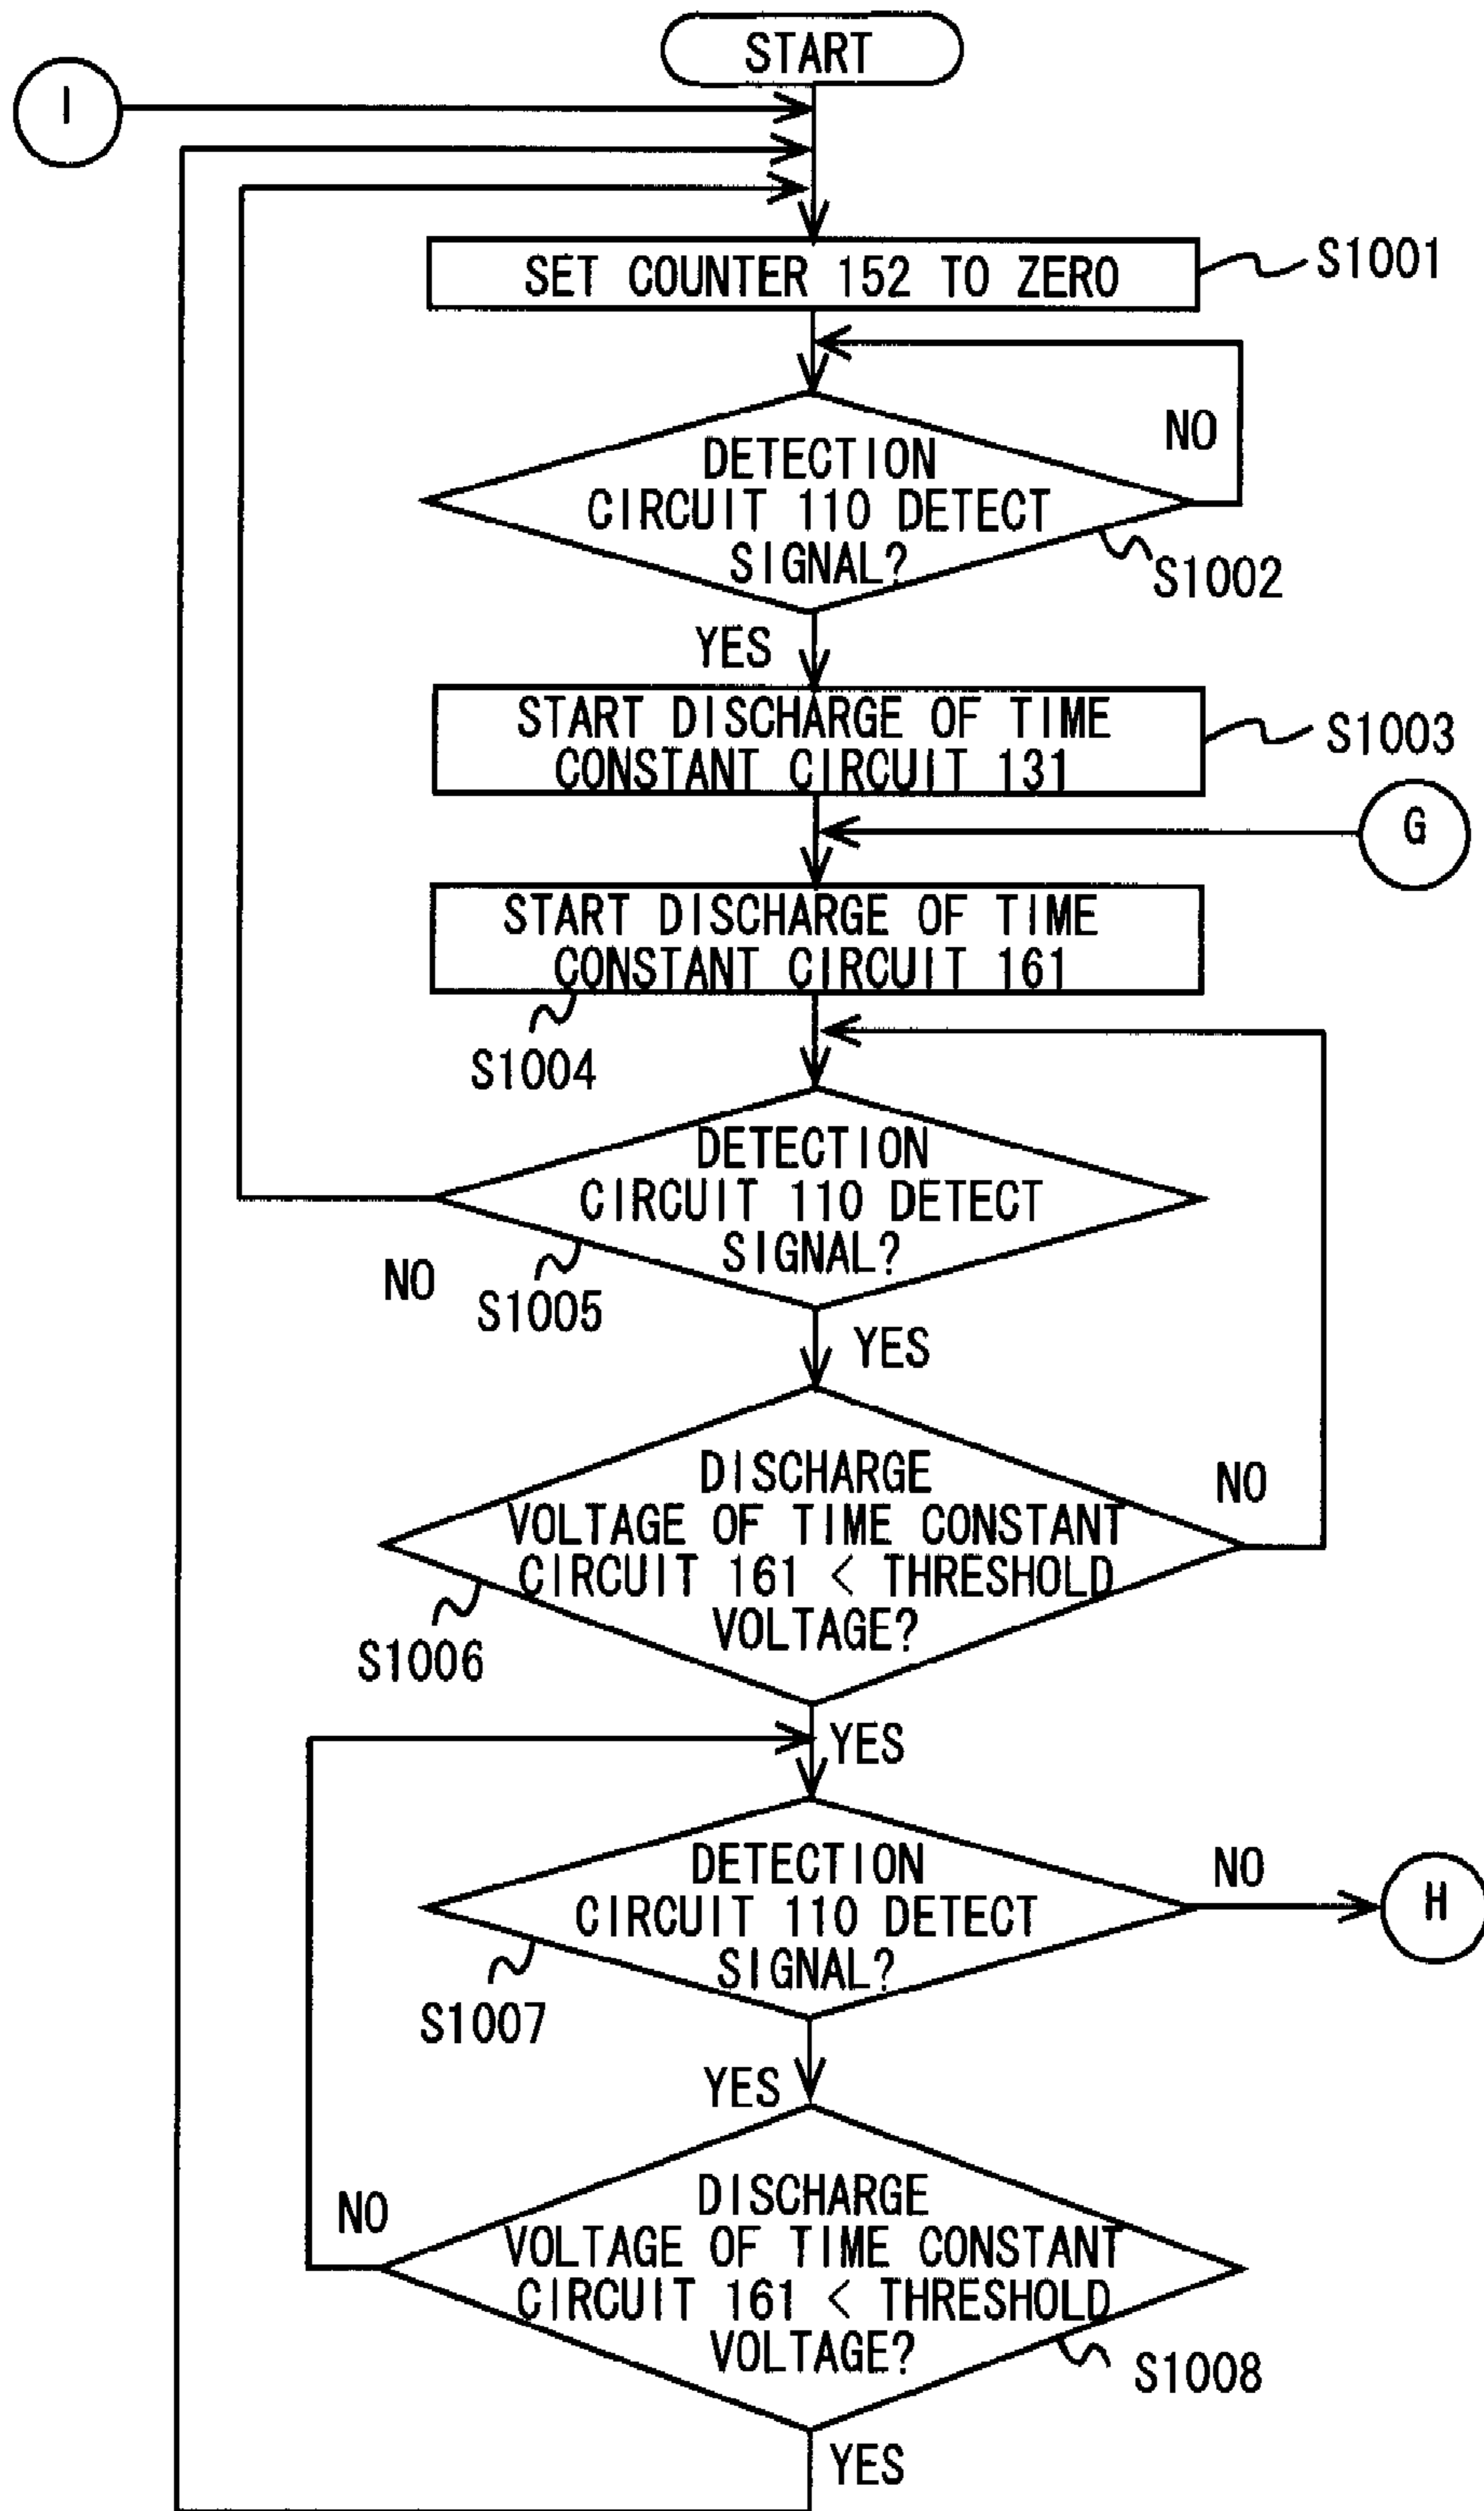 START
I
SET COUNTER 152 TO ZERO
S1001
NO
DETECTION
CIRCUIT 110 DETECT
SIGNAL?
S1002
YES
START DISCHARGE OF TIME
CONSTANT CIRCUIT 131
S1003
G
START DISCHARGE OF TIME
CONSTANT CIRCUIT 161
S1004
DETECTION
CIRCUIT 110 DETECT
SIGNAL?
NO
S1005
YES
DISCHARGE
VOLTAGE OF TIME CONSTANT
CIRCUIT 161 < THRESHOLD
VOLTAGE?
NO
S1006
YES
DETECTION
CIRCUIT 110 DETECT
SIGNAL?
NO
H
S1007
YES
DISCHARGE
VOLTAGE OF TIME CONSTANT
CIRCUIT 161 < THRESHOLD
VOLTAGE?
NO
S1008
YES